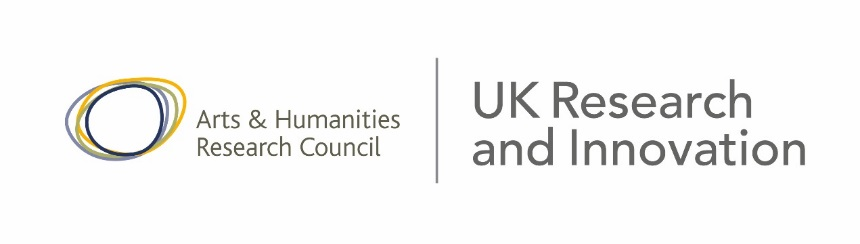 Arts & Humanities
Research Council
UK Research
and Innovation